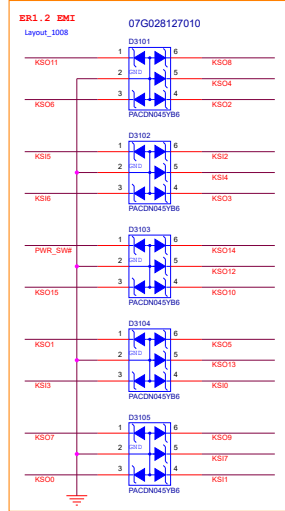 ER1.2 EMI
07G028127010
Layout_1008
D3101
1 6
KSO11 KSO8
2 GND 5
KSO4
3 4
KSO6 KSO2
PACDN045YB6
D3102
1 6
KSI5 KSI2
2 GND 5
KSI4
3 4
KSI6 KSO3
PACDN045YB6
D3103
1 6
PWR_SW# KSO14
2 GND 5
KSO12
3 4
KSO15 KSO10
PACDN045YB6
D3104
1 6
KSO1 KSO5
2 GND 5
KSO13
3 4
KSI3 KSI0
PACDN045YB6
D3105
1 6
KSO7 KSO9
2 GND 5
KSI7
3 4
KSO0 KSI1
PACDN045YB6